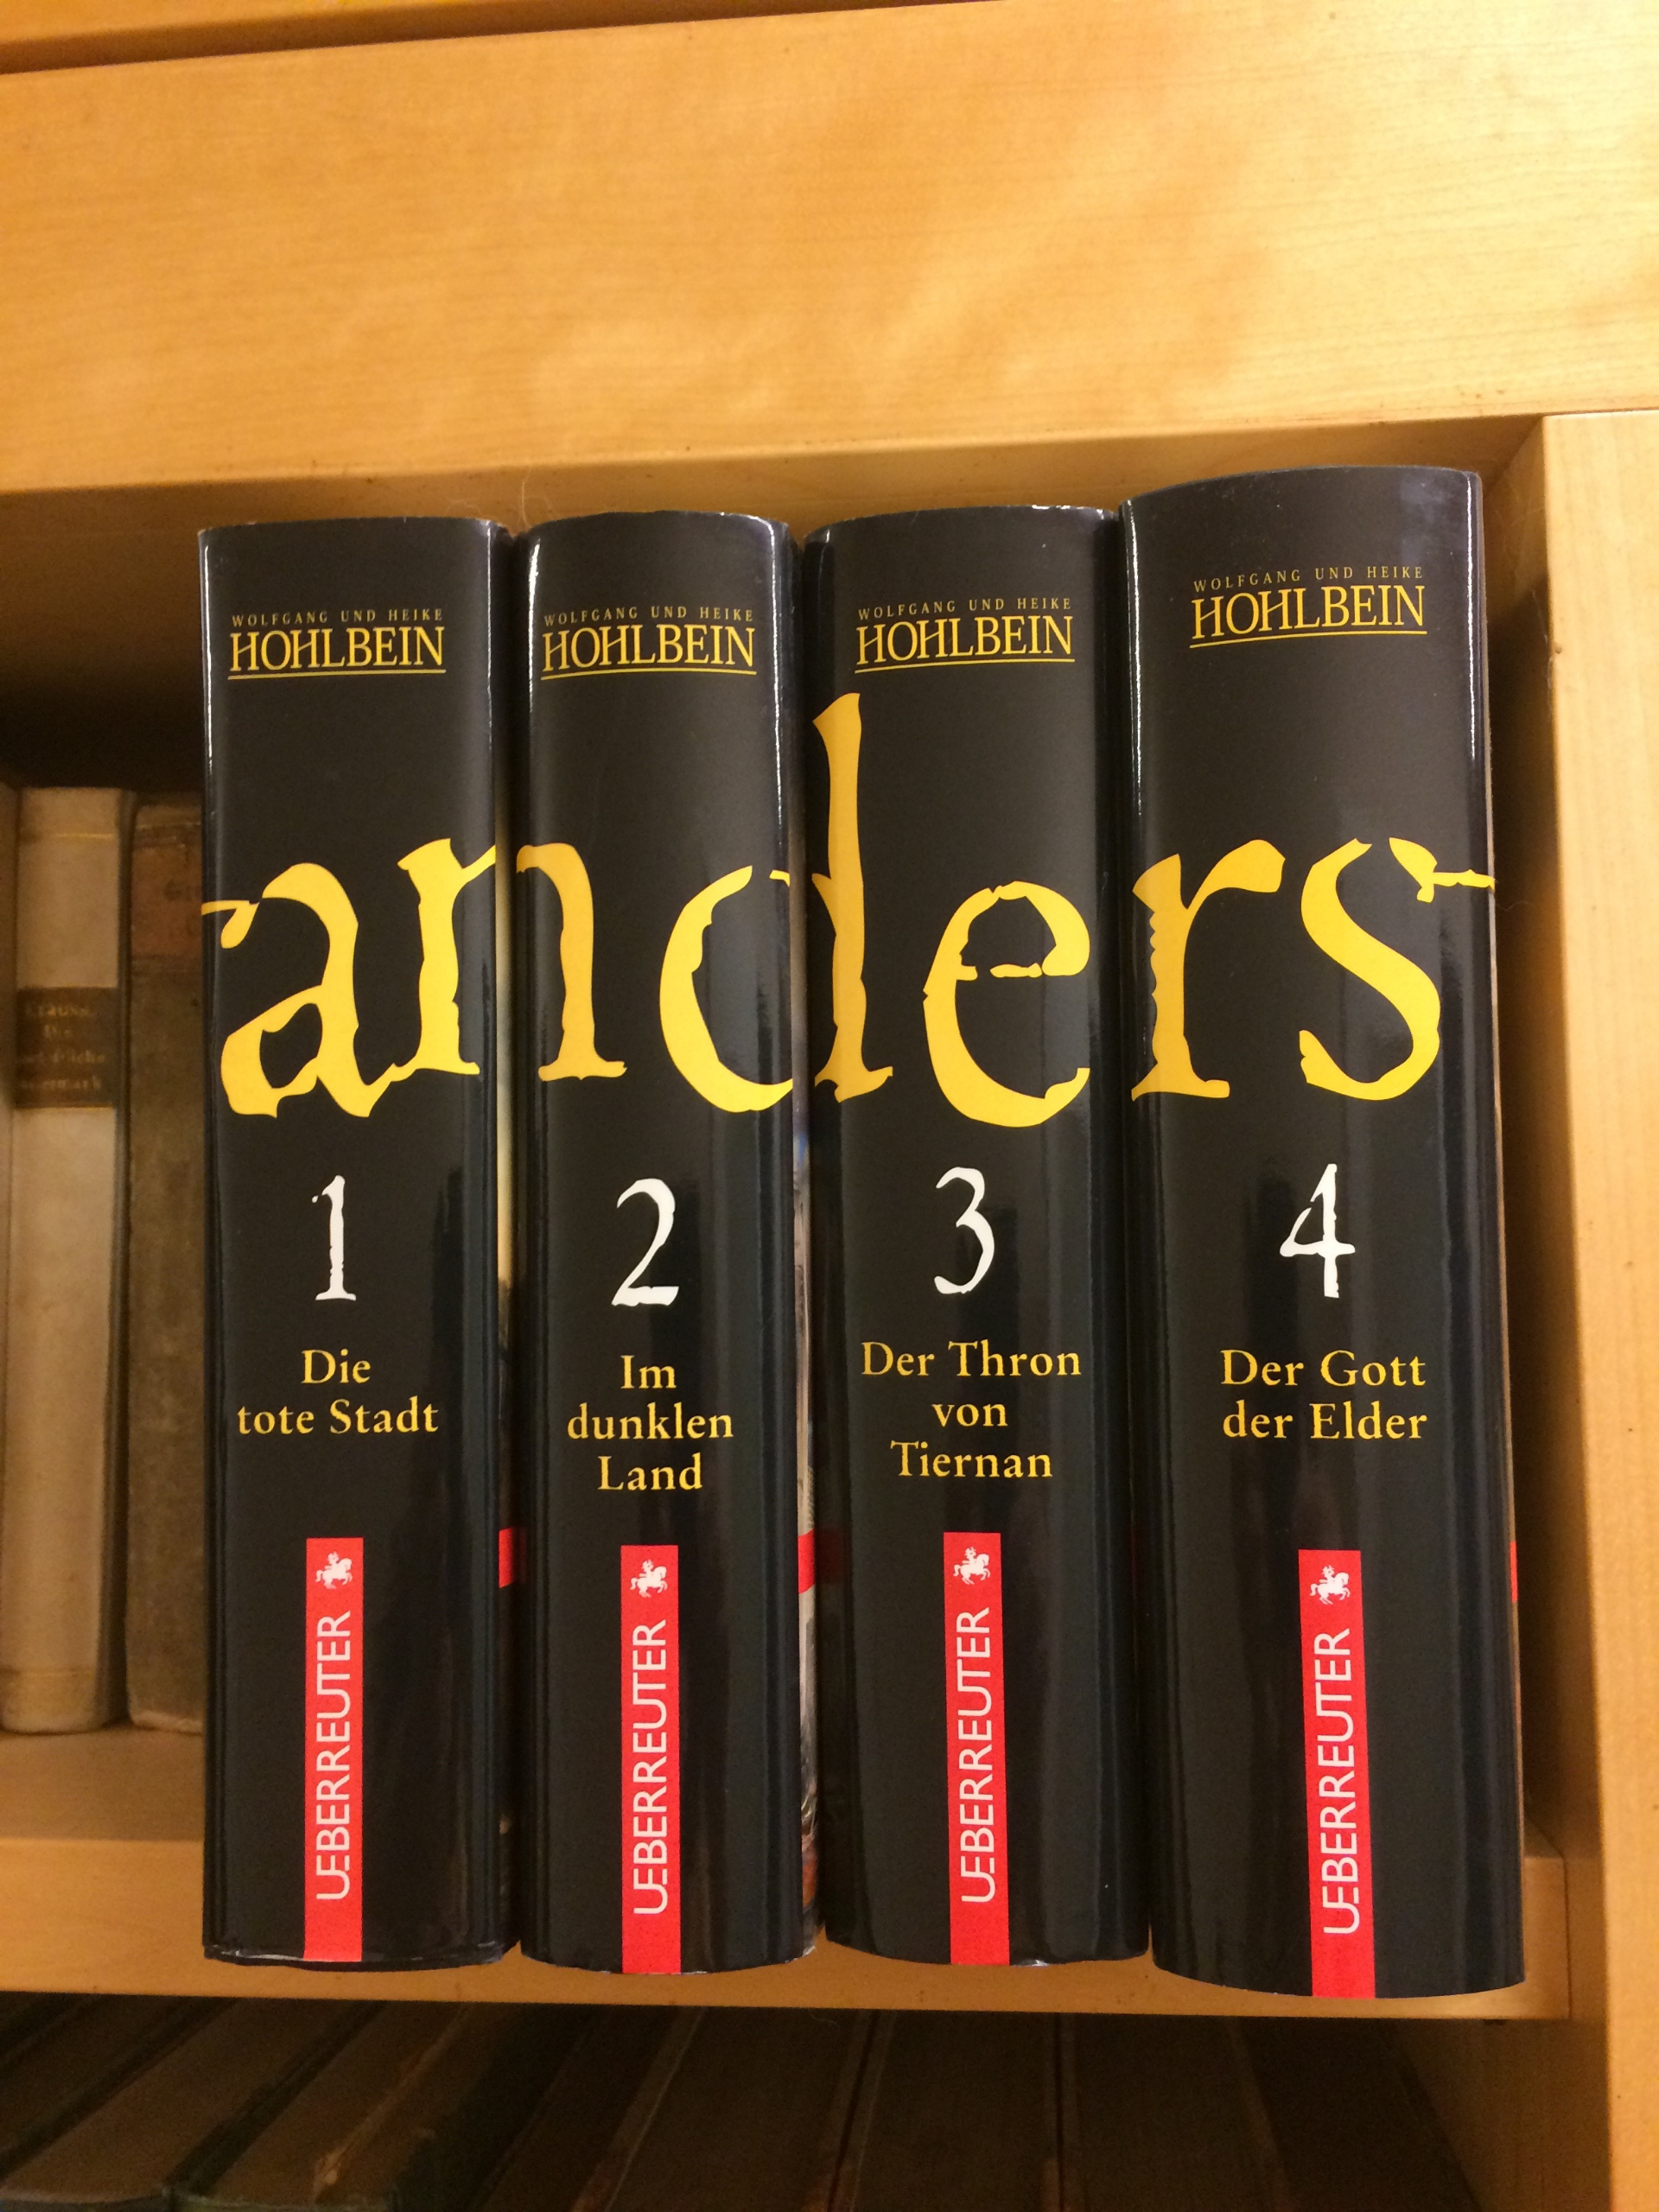 WOLFGANG UND HEIKE
HOHLBEIN
1
Die
tote Stadt
UEBERREUTER
WOLFGANG UND HEIKE
HOHLBEIN
2
Im
dunklen
Land
UEBERREUTER
WOLFGANG UND HEIKE
HOHLBEIN
3
Der Thron
von
Tiernan
UEBERREUTER
WOLFGANG UND HEIKE
HOHLBEIN
4
Der Gott
der Elder
UEBERREUTER
anders